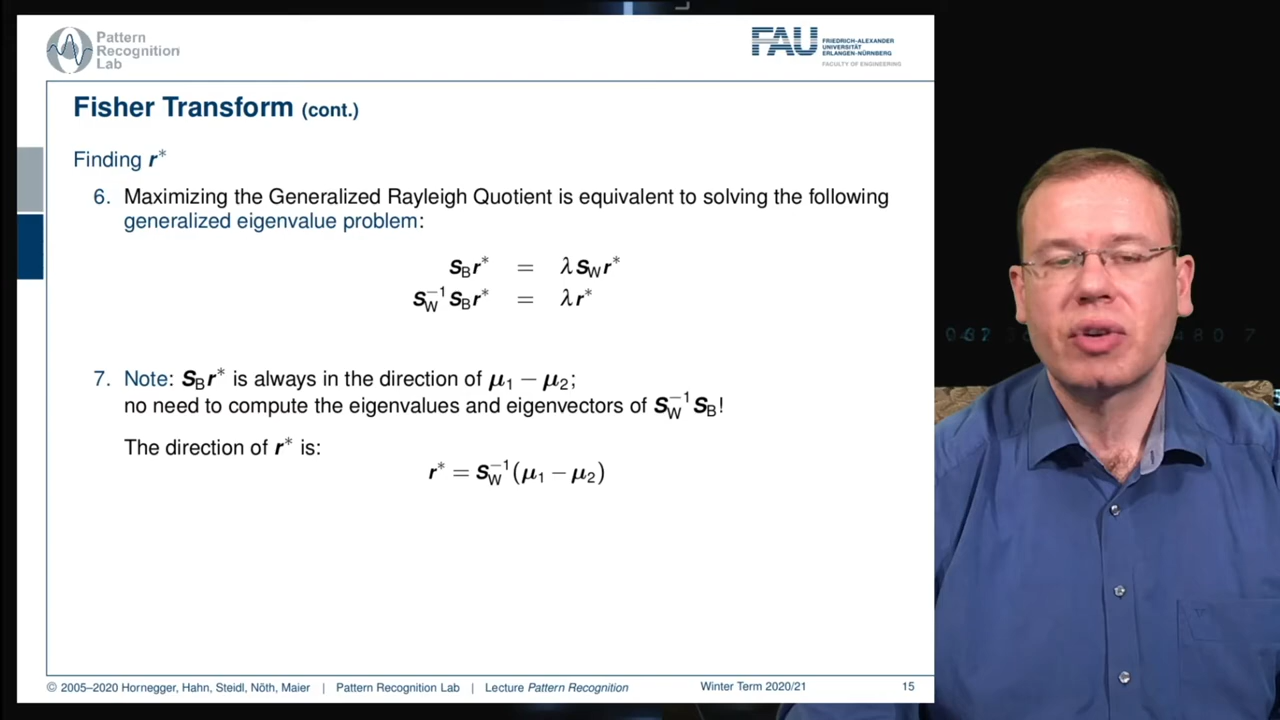 Pattern
Recognition
Lab
FAU
FRIEDRICH-ALEXANDER
UNIVERSITÄT
ERLANGEN-NÜRNBERG
FACULTY OF ENGINEERING
Fisher Transform (cont.)
Finding r*
6. Maximizing the Generalized Rayleigh Quotient is equivalent to solving the following
generalized eigenvalue problem:
S_B r* = λ S_W r*
S_W^{-1} S_B r* = λ r*
7. Note: S_B r* is always in the direction of μ₁ − μ₂;
no need to compute the eigenvalues and eigenvectors of S_W^{-1} S_B!
The direction of r* is:
r* = S_W^{-1}(μ₁ − μ₂)
© 2005–2020 Hornegger, Hahn, Steidl, Nöth, Maier | Pattern Recognition Lab | Lecture Pattern Recognition Winter Term 2020/21 15